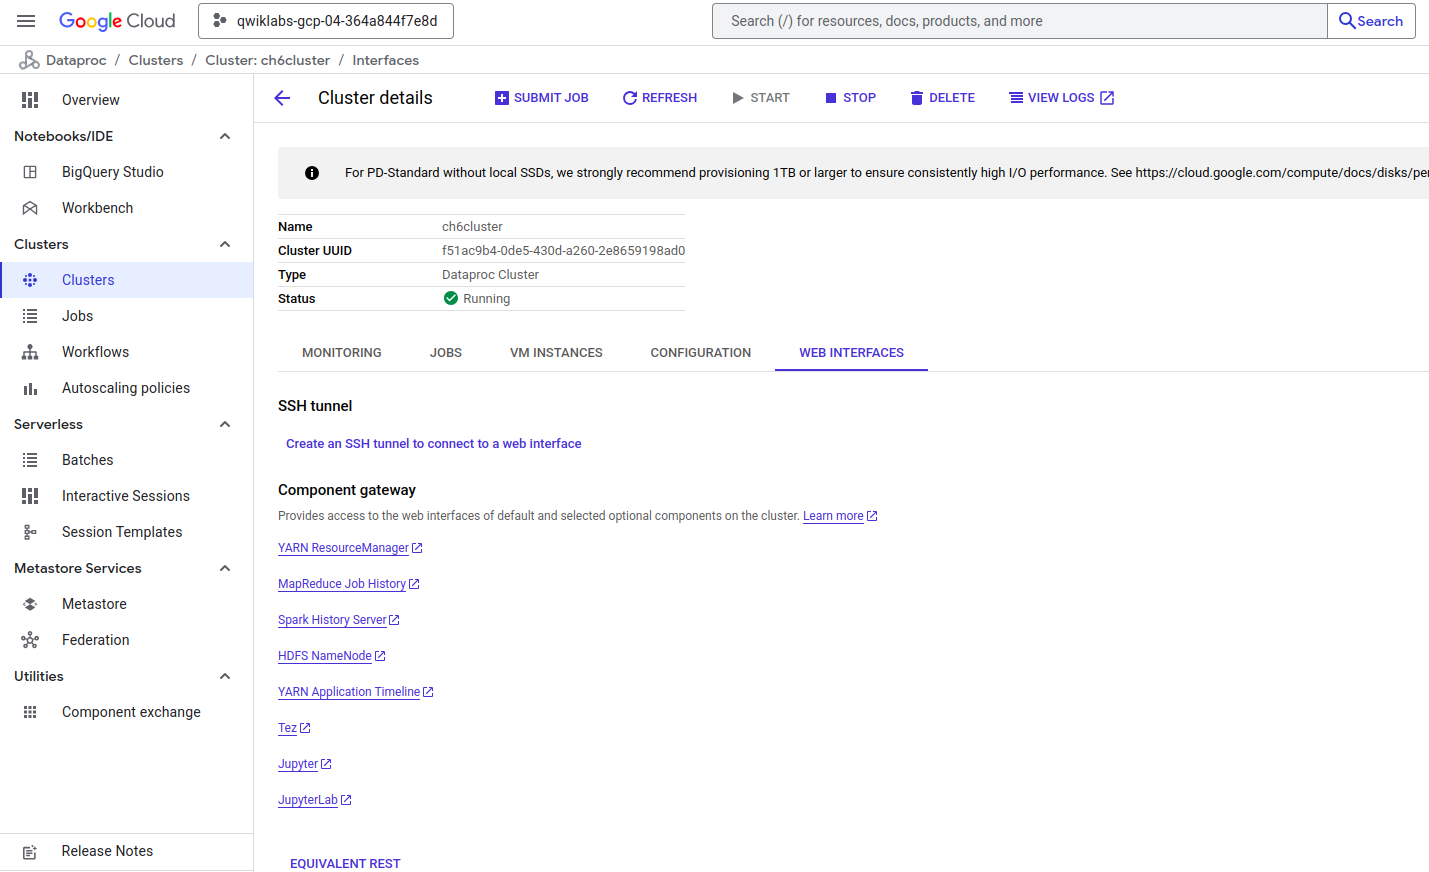 Google Cloud
qwiklabs-gcp-04-364a844f7e8d
Search (/) for resources, docs, products, and more
Search
Dataproc / Clusters / Cluster: ch6cluster / Interfaces
Overview
Notebooks/IDE
BigQuery Studio
Workbench
Clusters
Clusters
Jobs
Workflows
Autoscaling policies
Serverless
Batches
Interactive Sessions
Session Templates
Metastore Services
Metastore
Federation
Utilities
Component exchange
Release Notes
Cluster details
SUBMIT JOB
REFRESH
START
STOP
DELETE
VIEW LOGS
For PD-Standard without local SSDs, we strongly recommend provisioning 1TB or larger to ensure consistently high I/O performance. See https://cloud.google.com/compute/docs/disks/per
Name ch6cluster
Cluster UUID f51ac9b4-0de5-430d-a260-2e8659198ad0
Type Dataproc Cluster
Status Running
MONITORING JOBS VM INSTANCES CONFIGURATION WEB INTERFACES
SSH tunnel
Create an SSH tunnel to connect to a web interface
Component gateway
Provides access to the web interfaces of default and selected optional components on the cluster. Learn more
YARN ResourceManager
MapReduce Job History
Spark History Server
HDFS NameNode
YARN Application Timeline
Tez
Jupyter
JupyterLab
EQUIVALENT REST